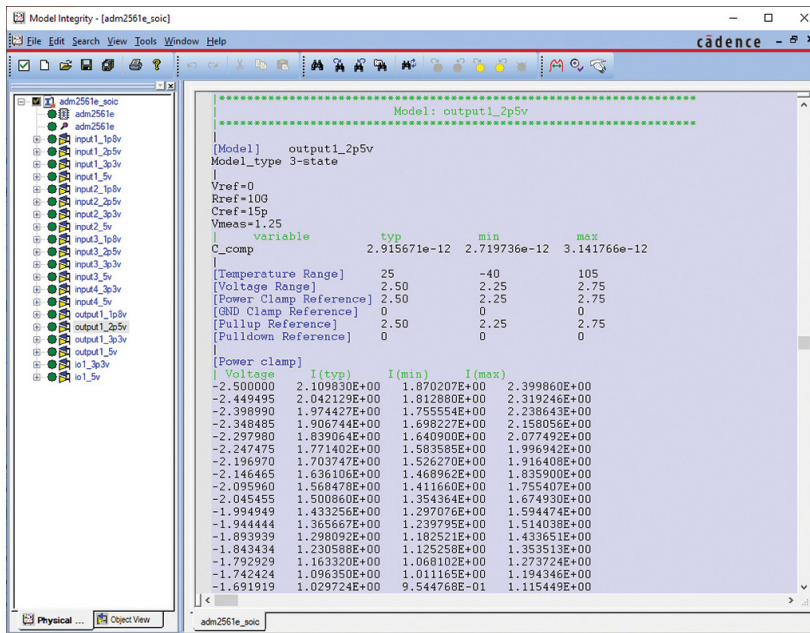 Model Integrity - [adm2561e_soic]
File Edit Search View Tools Window Help
cādence
adm2561e_soic
adm2561e
adm2561e
input1_1p8v
input1_2p5v
input1_3p3v
input1_5v
input2_1p8v
input2_2p5v
input2_3p3v
input2_5v
input3_1p8v
input3_2p5v
input3_3p3v
input3_5v
input4_3p3v
input4_5v
output1_1p8v
output1_2p5v
output1_3p3v
output1_5v
io1_3p3v
io1_5v
Physical ...
Object View
|************************************************************
| Model: output1_2p5v
|************************************************************
|
[Model] output1_2p5v
Model_type 3-state
|
Vref=0
Rref=10G
Cref=15p
Vmeas=1.25
| variable typ min max
C_comp 2.915671e-12 2.719736e-12 3.141766e-12
|
[Temperature Range] 25 -40 105
[Voltage Range] 2.50 2.25 2.75
[Power Clamp Reference] 2.50 2.25 2.75
[GND Clamp Reference] 0 0 0
[Pullup Reference] 2.50 2.25 2.75
[Pulldown Reference] 0 0 0
|
[Power clamp]
| Voltage I(typ) I(min) I(max)
-2.500000 2.109830E+00 1.870207E+00 2.399860E+00
-2.449495 2.042129E+00 1.812880E+00 2.319246E+00
-2.398990 1.974427E+00 1.755554E+00 2.238643E+00
-2.348485 1.906744E+00 1.698227E+00 2.158056E+00
-2.297980 1.839064E+00 1.640900E+00 2.077492E+00
-2.247475 1.771402E+00 1.583585E+00 1.996942E+00
-2.196970 1.703747E+00 1.526270E+00 1.916408E+00
-2.146465 1.636106E+00 1.468962E+00 1.835900E+00
-2.095960 1.568478E+00 1.411660E+00 1.755407E+00
-2.045455 1.500860E+00 1.354364E+00 1.674930E+00
-1.994949 1.433256E+00 1.297076E+00 1.594474E+00
-1.944444 1.365667E+00 1.239795E+00 1.514038E+00
-1.893939 1.298092E+00 1.182521E+00 1.433651E+00
-1.843434 1.230588E+00 1.125258E+00 1.353513E+00
-1.792929 1.163320E+00 1.068102E+00 1.273724E+00
-1.742424 1.096350E+00 1.011165E+00 1.194346E+00
-1.691919 1.029724E+00 9.544768E-01 1.115449E+00
adm2561e_soic